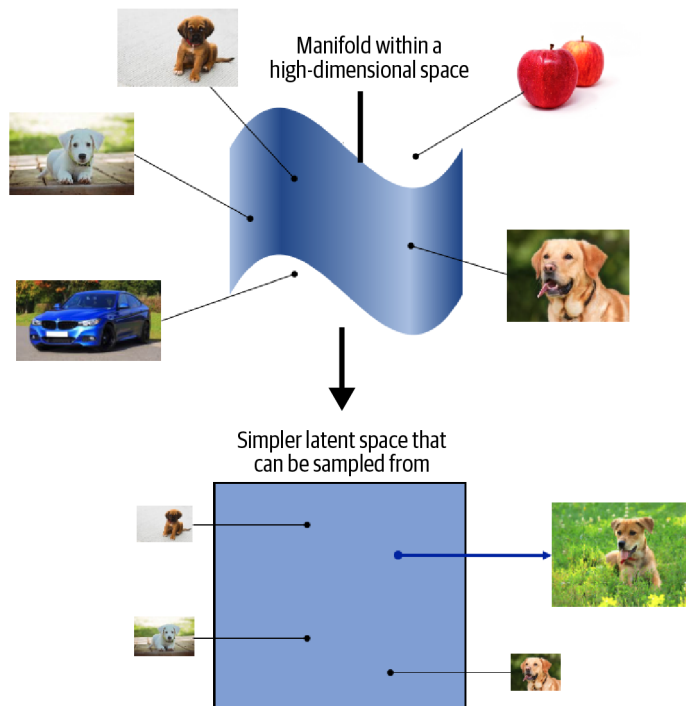 Manifold within a
high-dimensional space
Simpler latent space that
can be sampled from